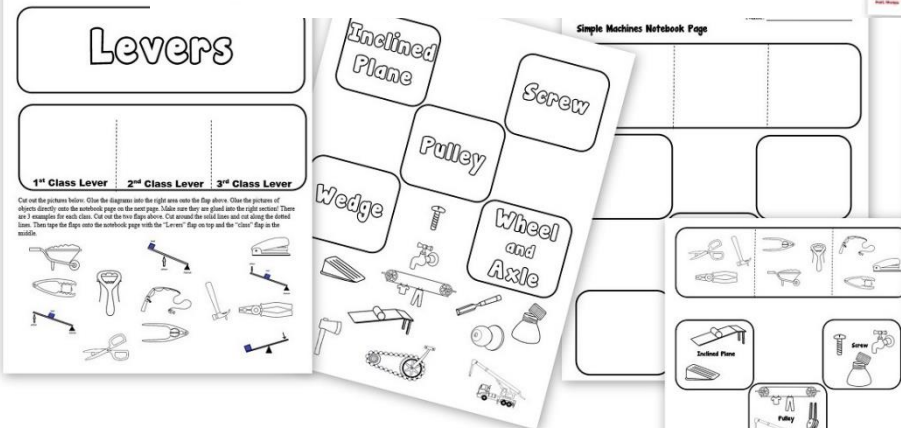 Levers
1st Class Lever 2nd Class Lever 3rd Class Lever
Cut out the pictures below. Glue the diagrams into the right area onto the flap above. Glue the pictures of
objects directly onto the notebook page on the next page. Make sure they are glued into the right section! There
are 3 examples for each class. Cut out the two flaps above. Cut around the solid lines and cut along the dotted
lines. Then tape the flaps onto the notebook page with the "Levers" flap on top and the "class" flap in the
middle.
Inclined
Plane
Screw
Pulley
Wedge
Wheel
and
Axle
Simple Machines Notebook Page
Inclined Plane
Screw
Pulley